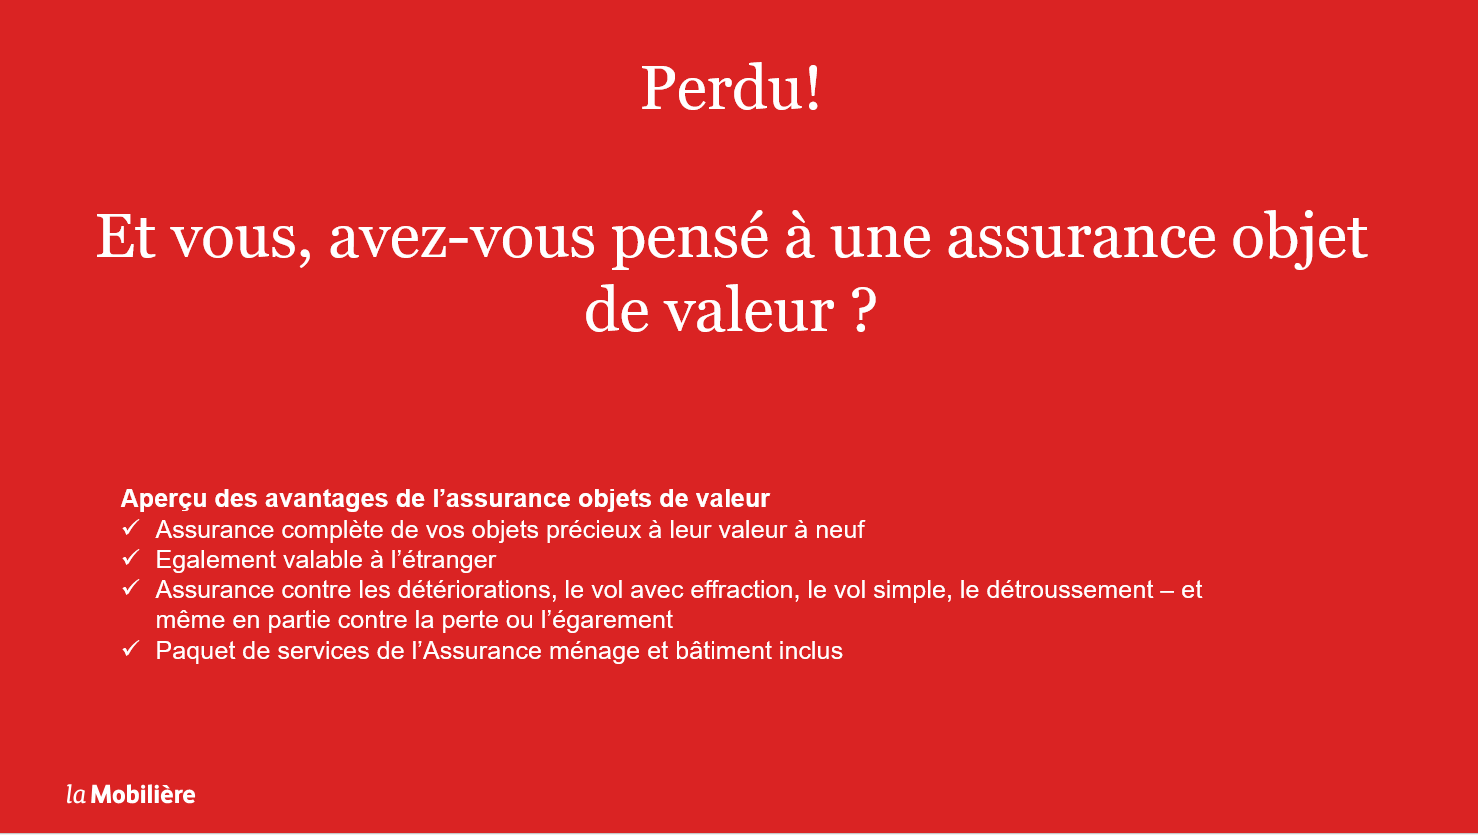 Perdu!
Et vous, avez-vous pensé à une assurance objet
de valeur ?
Aperçu des avantages de l’assurance objets de valeur
✓ Assurance complète de vos objets précieux à leur valeur à neuf
✓ Egalement valable à l’étranger
✓ Assurance contre les détériorations, le vol avec effraction, le vol simple, le détroussement – et
même en partie contre la perte ou l’égarement
✓ Paquet de services de l’Assurance ménage et bâtiment inclus
la Mobilière